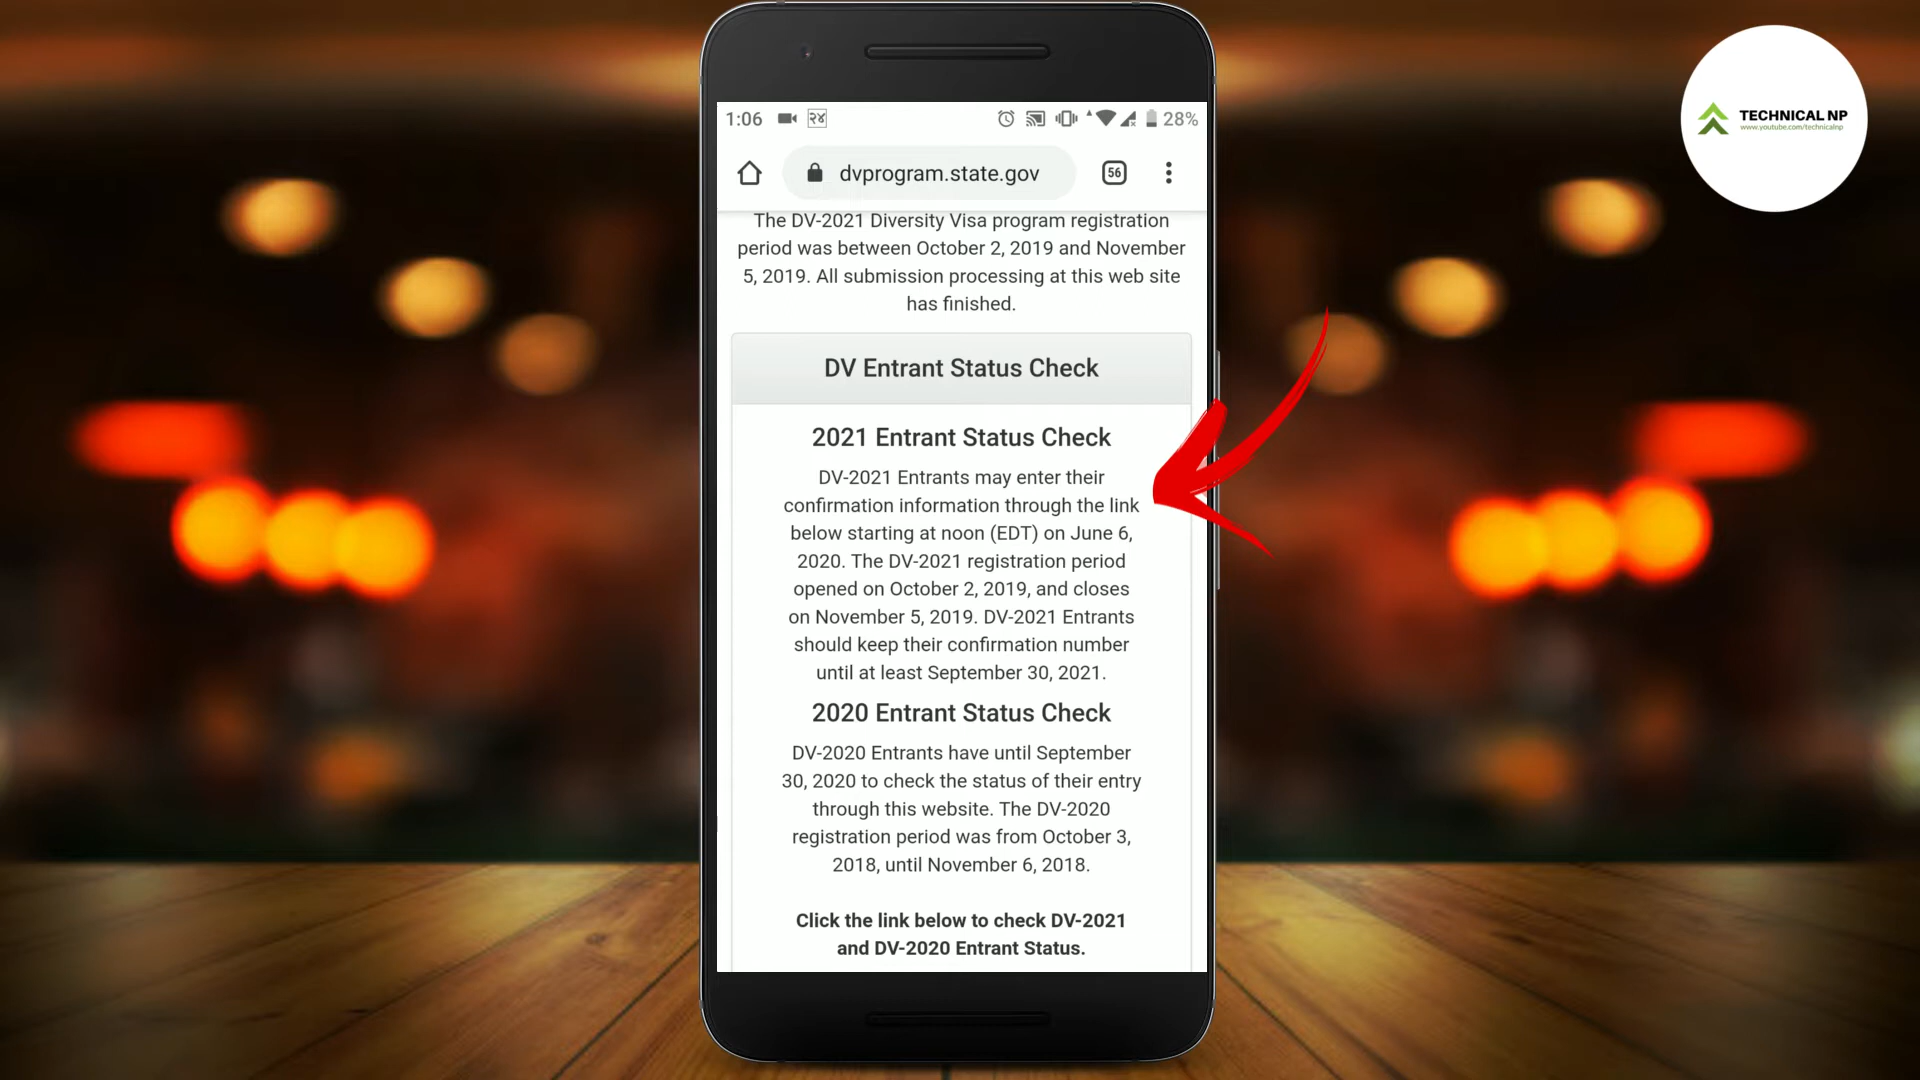 TECHNICAL NP
www.youtube.com/technicalnp
1:06 २४ 28%
dvprogram.state.gov 56
The DV-2021 Diversity Visa program registration
period was between October 2, 2019 and November
5, 2019. All submission processing at this web site
has finished.
DV Entrant Status Check
2021 Entrant Status Check
DV-2021 Entrants may enter their
confirmation information through the link
below starting at noon (EDT) on June 6,
2020. The DV-2021 registration period
opened on October 2, 2019, and closes
on November 5, 2019. DV-2021 Entrants
should keep their confirmation number
until at least September 30, 2021.
2020 Entrant Status Check
DV-2020 Entrants have until September
30, 2020 to check the status of their entry
through this website. The DV-2020
registration period was from October 3,
2018, until November 6, 2018.
Click the link below to check DV-2021
and DV-2020 Entrant Status.